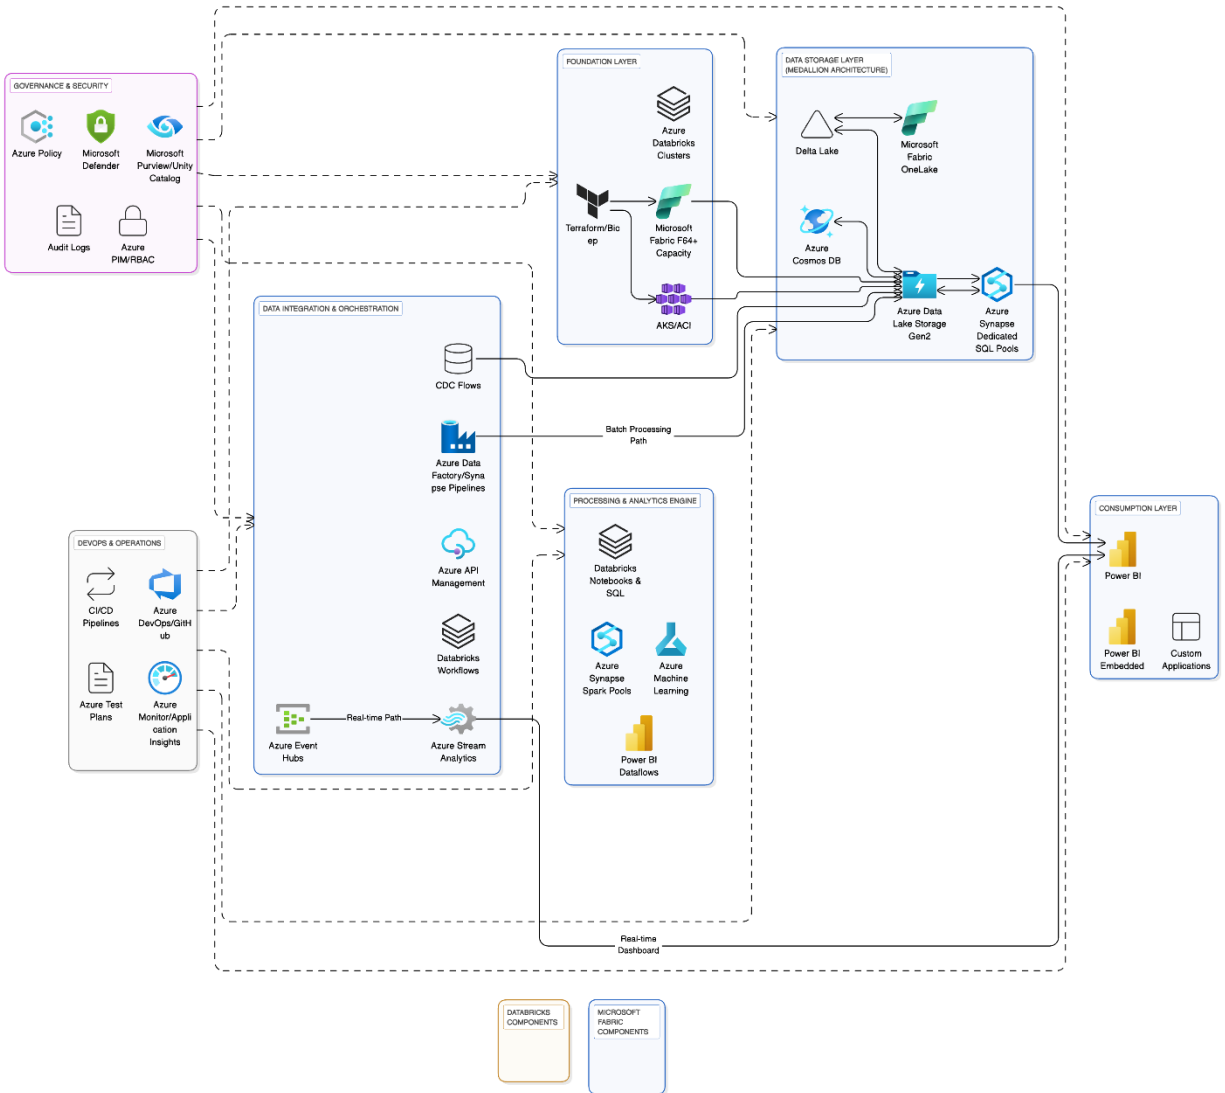 GOVERNANCE & SECURITY
Azure Policy
Microsoft
Defender
Microsoft
Purview/Unity
Catalog
Audit Logs
Azure
PIM/RBAC
FOUNDATION LAYER
Azure
Databricks
Clusters
Terraform/Bic
ep
Microsoft
Fabric F64+
Capacity
AKS/ACI
DATA STORAGE LAYER
(MEDALLION ARCHITECTURE)
Delta Lake
Microsoft
Fabric
OneLake
Azure
Cosmos DB
Azure Data
Lake Storage
Gen2
Azure
Synapse
Dedicated
SQL Pools
DATA INTEGRATION & ORCHESTRATION
CDC Flows
Azure Data
Factory/Syna
pse Pipelines
Batch Processing
Path
Azure API
Management
Databricks
Workflows
Azure Event
Hubs
Real-time Path
Azure Stream
Analytics
PROCESSING & ANALYTICS ENGINE
Databricks
Notebooks &
SQL
Azure
Synapse
Spark Pools
Azure
Machine
Learning
Power BI
Dataflows
CONSUMPTION LAYER
Power BI
Power BI
Embedded
Custom
Applications
DEVOPS & OPERATIONS
CI/CD
Pipelines
Azure
DevOps/GitH
ub
Azure Test
Plans
Azure
Monitor/Appli
cation
Insights
Real-time
Dashboard
DATABRICKS
COMPONENTS
MICROSOFT
FABRIC
COMPONENTS